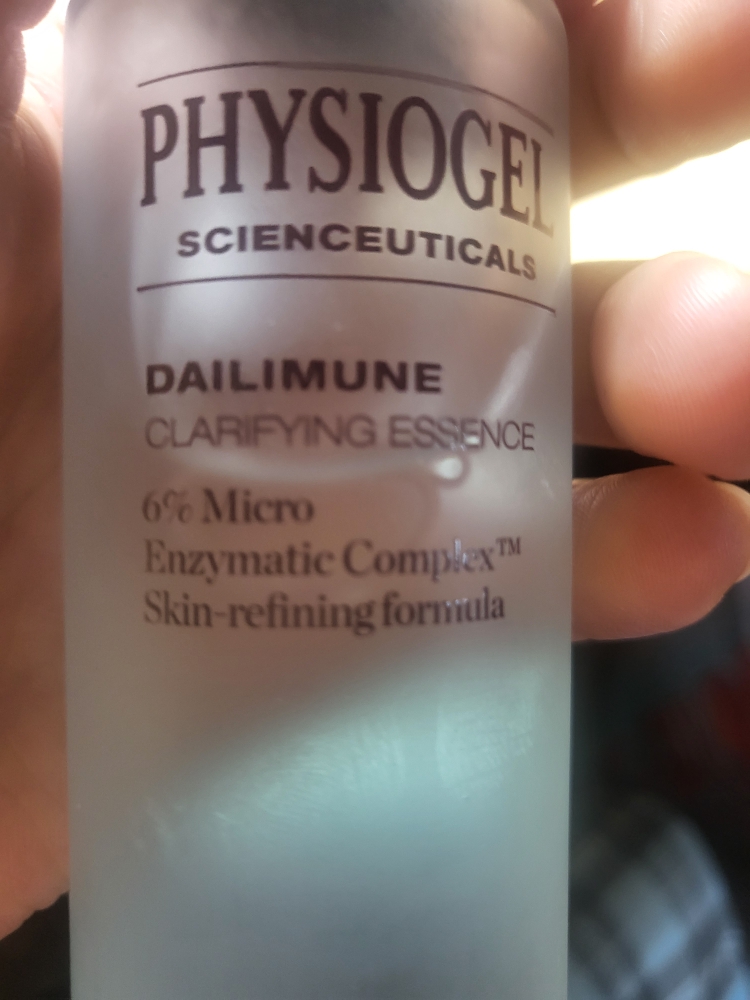 PHYSIOGEL
SCIENCEUTICALS
DAILIMUNE
CLARIFYING ESSENCE
6% Micro
Enzymatic Complex™
Skin-refining formula